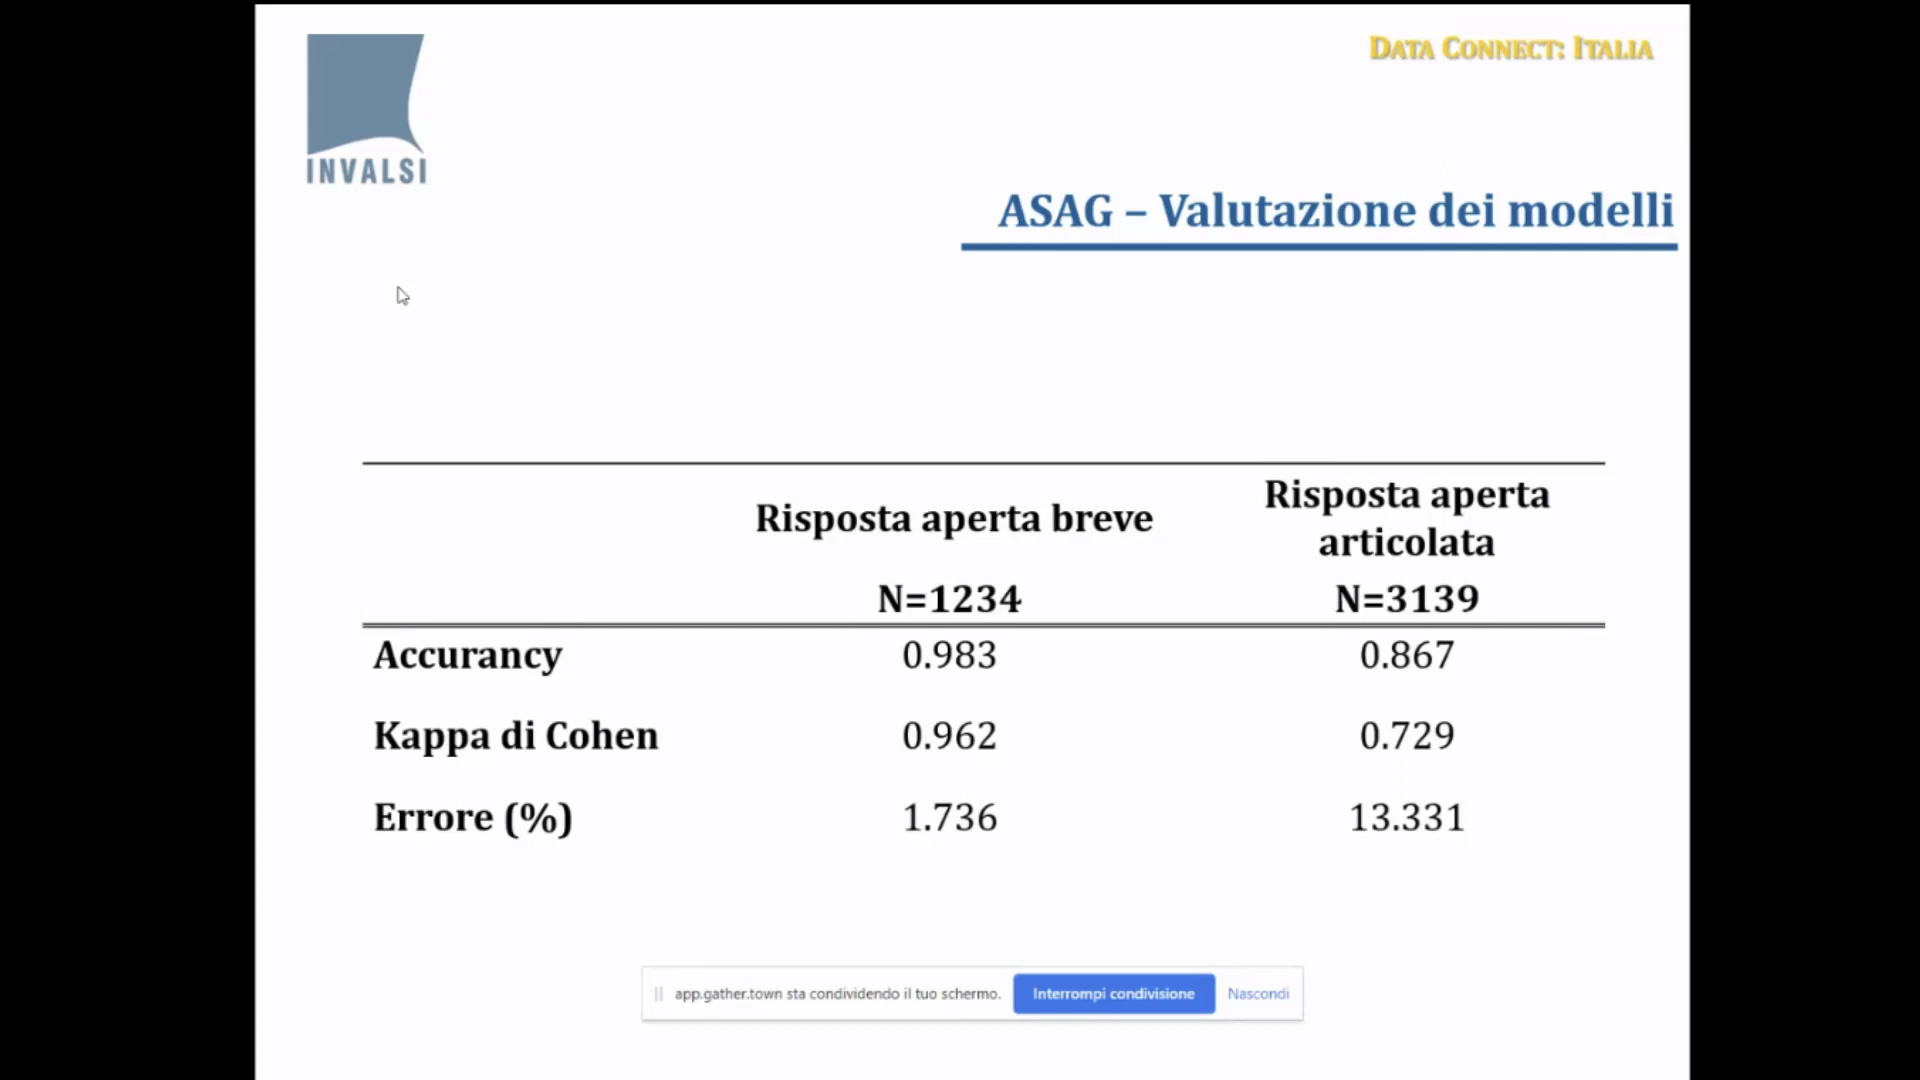 INVALSI
DATA CONNECT: ITALIA
ASAG – Valutazione dei modelli
Risposta aperta breve
Risposta aperta
articolata
N=1234
N=3139
Accurancy 0.983 0.867
Kappa di Cohen 0.962 0.729
Errore (%) 1.736 13.331
app.gather.town sta condividendo il tuo schermo. Interrompi condivisione Nascondi